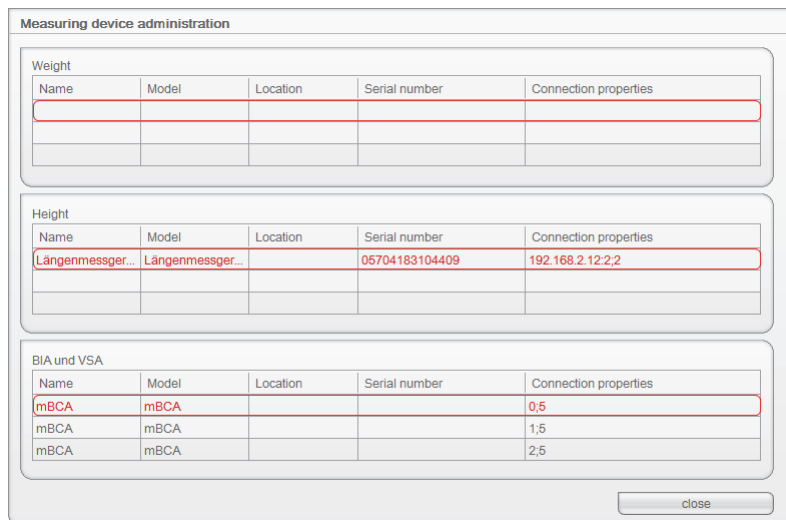 Measuring device administration
Weight
Name Model Location Serial number Connection properties
Height
Name Model Location Serial number Connection properties
Längenmessger... Längenmessger... 05704183104409 192.168.2.12:2;2
BIA und VSA
Name Model Location Serial number Connection properties
mBCA mBCA 0;5
mBCA mBCA 1;5
mBCA mBCA 2;5
close